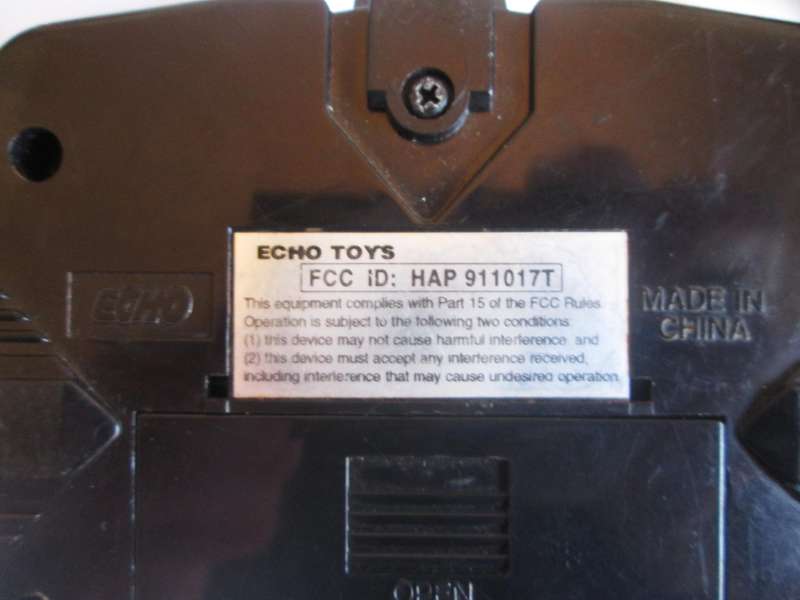 ECHO TOYS
FCC iD: HAP 911017T
This equipment complies with Part 15 of the FCC Rules.
Operation is subject to the following two conditions:
(1) this device may not cause harmful interference, and
(2) this device must accept any interference received,
including interference that may cause undesired operation.
ECHO
MADE IN
CHINA
OPEN